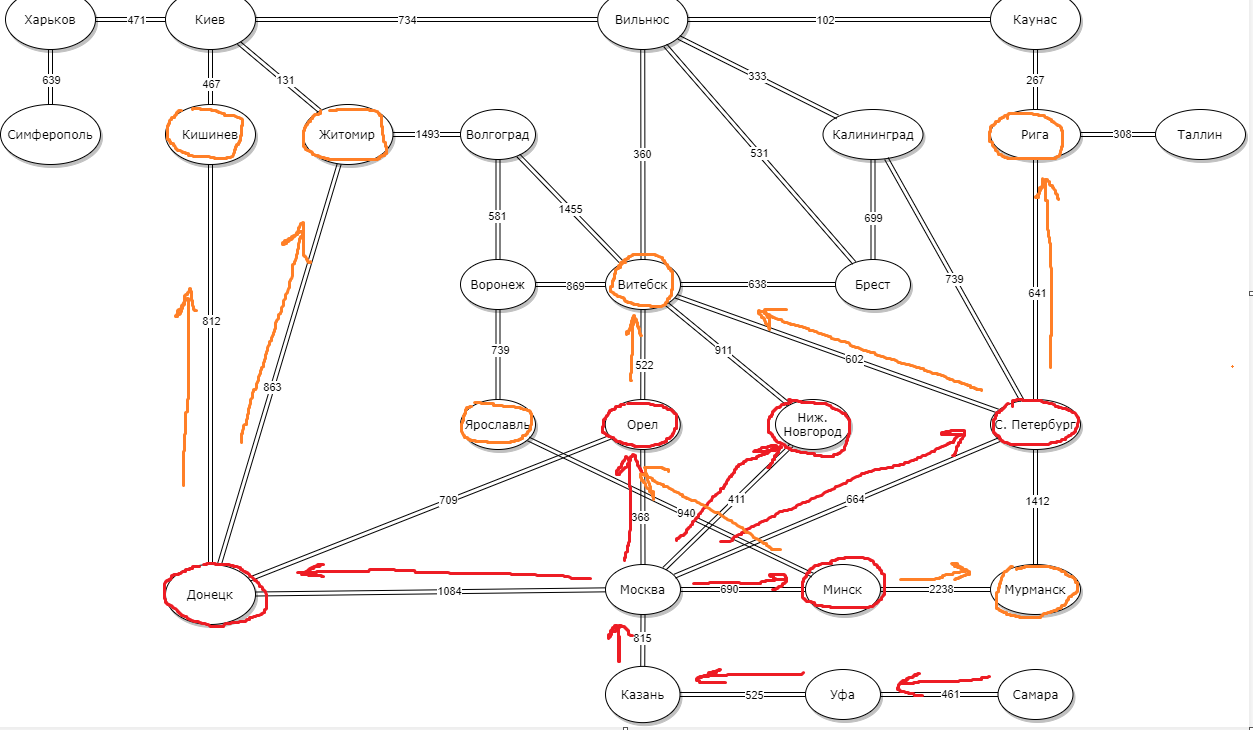 Харьков
471
Киев
734
Вильнюс
102
Каунас
639
467
131
333
267
Симферополь
Кишинев
Житомир
1493
Волгоград
Калининград
Рига
308
Таллин
360
531
581
1455
699
739
Воронеж
869
Витебск
638
Брест
641
812
863
739
522
911
602
Ярославль
Орел
Ниж.
Новгород
С. Петербург
709
368
940
411
664
1412
Донецк
1084
Москва
690
Минск
2238
Мурманск
815
Казань
525
Уфа
461
Самара